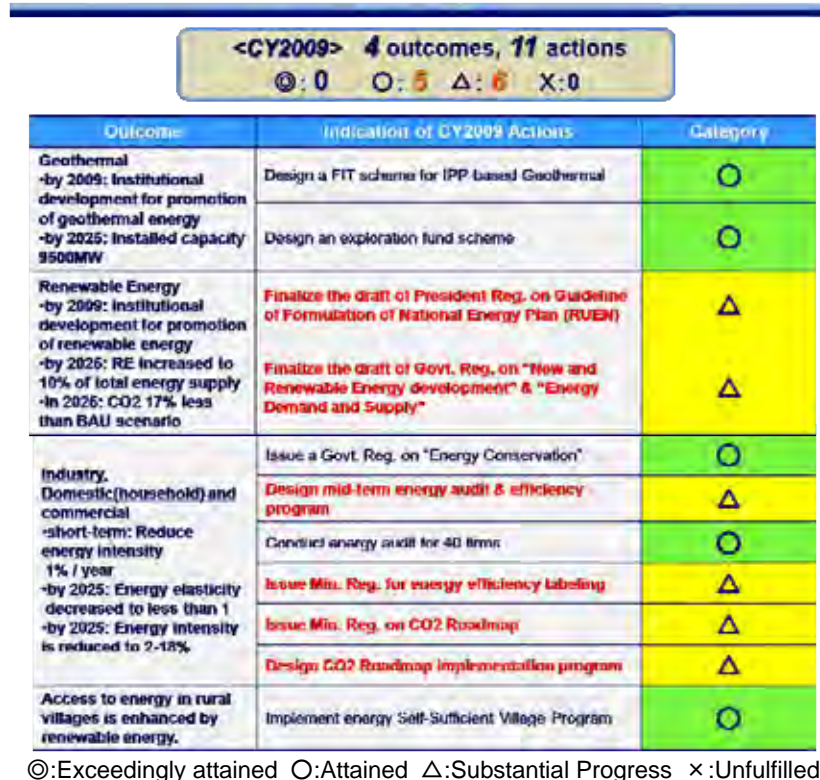 <CY2009> 4 outcomes, 11 actions
◎: 0 ○: 5 △: 6 X:0
Outcome Indication of CY2009 Actions Category
Geothermal
•by 2009: Institutional
development for promotion
of geothermal energy
•by 2025: Installed capacity
9500MW
Design a FIT scheme for IPP based Geothermal
○
Design an exploration fund scheme
○
Renewable Energy
•by 2009: Institutional
development for promotion
of renewable energy
•by 2025: RE increased to
10% of total energy supply
•In 2025: CO2 17% less
than BAU scenario
Finalize the draft of President Reg. on Guideline
of Formulation of National Energy Plan (RUEN)
△
Finalize the draft of Govt. Reg. on "New and
Renewable Energy development" & "Energy
Demand and Supply"
△
Industry,
Domestic(household) and
commercial
•short-term: Reduce
energy intensity
1% / year
•by 2025: Energy elasticity
decreased to less than 1
•by 2025: Energy intensity
is reduced to 2-18%
Issue a Govt. Reg. on "Energy Conservation"
○
Design mid-term energy audit & efficiency
program
△
Conduct energy audit for 40 firms
○
Issue Min. Reg. for energy efficiency labeling
△
Issue Min. Reg. on CO2 Roadmap
△
Design CO2 Roadmap implementation program
△
Access to energy in rural
villages is enhanced by
renewable energy.
Implement energy Self-Sufficient Village Program
○
◎:Exceedingly attained ○:Attained △:Substantial Progress ×:Unfulfilled